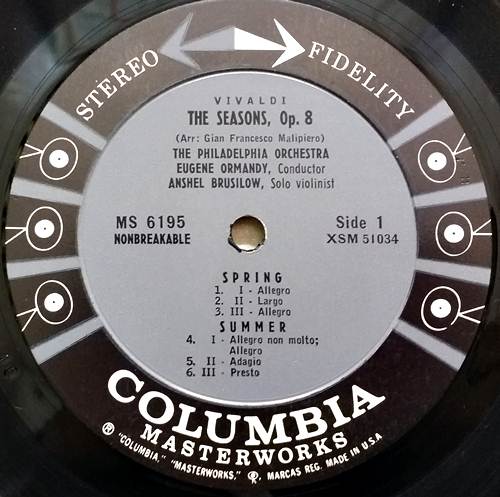 STEREO FIDELITY
VIVALDI
THE SEASONS, Op. 8
(Arr: Gian Francesco Malipiero)
THE PHILADELPHIA ORCHESTRA
EUGENE ORMANDY, Conductor
ANSHEL BRUSILOW, Solo violinist
MS 6195
NONBREAKABLE
Side 1
XSM 51034
SPRING
1. I - Allegro
2. II - Largo
3. III - Allegro
SUMMER
4. I - Allegro non molto;
Allegro
5. II - Adagio
6. III - Presto
COLUMBIA
MASTERWORKS
Ⓡ "COLUMBIA," "MASTERWORKS," Ⓟ. MARCAS REG. MADE IN U.S.A